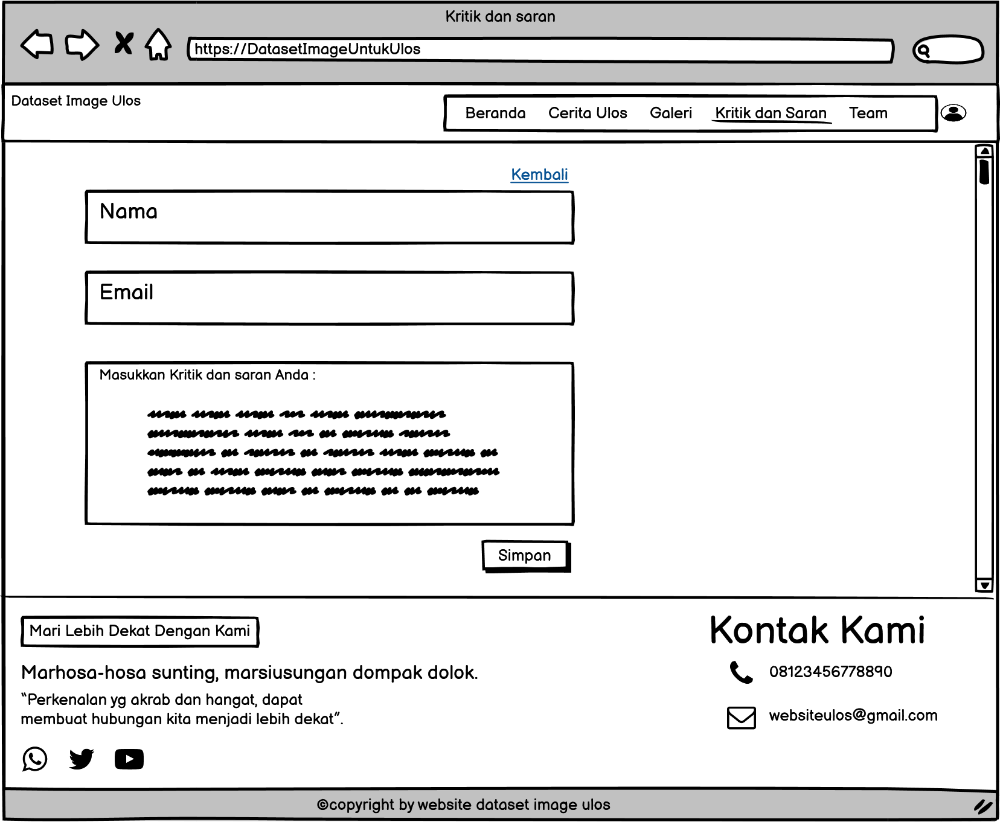 Kritik dan saran
https://DatasetImageUntukUlos
Dataset Image Ulos
Beranda Cerita Ulos Galeri Kritik dan Saran Team
Kembali
Nama
Email
Masukkan Kritik dan saran Anda :
Simpan
Mari Lebih Dekat Dengan Kami
Marhosa-hosa sunting, marsiusungan dompak dolok.
“Perkenalan yg akrab dan hangat, dapat
membuat hubungan kita menjadi lebih dekat”.
Kontak Kami
08123456778890
websiteulos@gmail.com
©copyright by website dataset image ulos